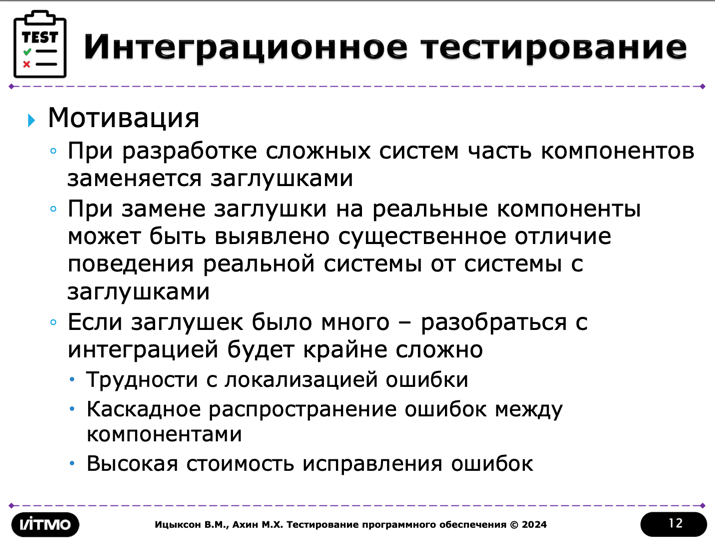 TEST
Интеграционное тестирование
Мотивация
При разработке сложных систем часть компонентов
заменяется заглушками
При замене заглушки на реальные компоненты
может быть выявлено существенное отличие
поведения реальной системы от системы с
заглушками
Если заглушек было много – разобраться с
интеграцией будет крайне сложно
Трудности с локализацией ошибки
Каскадное распространение ошибок между
компонентами
Высокая стоимость исправления ошибок
ИТМО
Ицыксон В.М., Ахин М.Х. Тестирование программного обеспечения © 2024
12